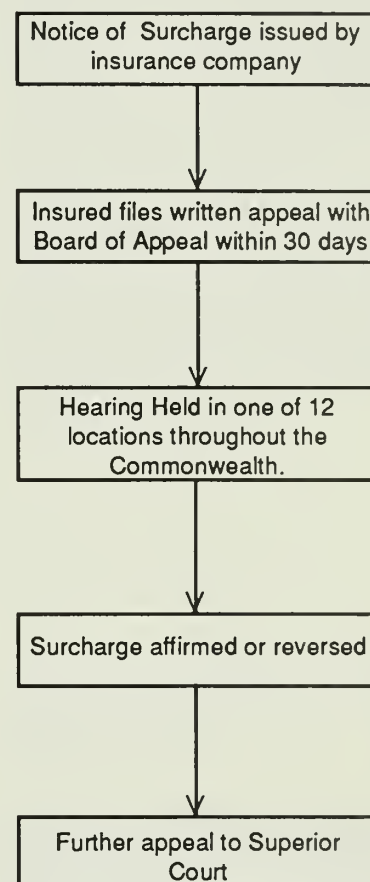 Notice of Surcharge issued by
insurance company
Insured files written appeal with
Board of Appeal within 30 days
Hearing Held in one of 12
locations throughout the
Commonwealth.
Surcharge affirmed or reversed
Further appeal to Superior
Court